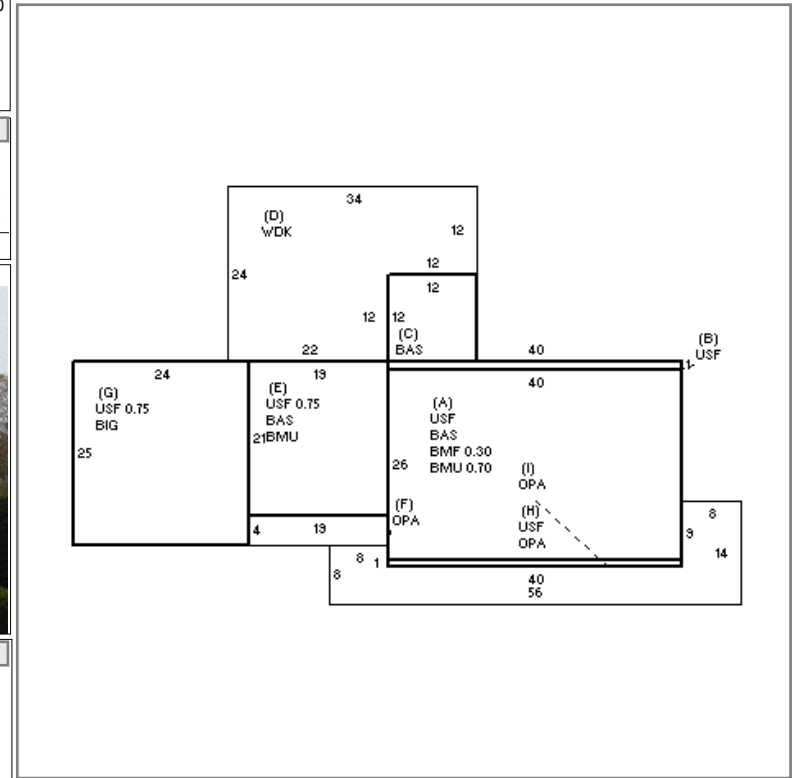 34
(D)
WDK
12
24
12
12
12 12
(C)
BAS
22
40
(B)
USF
24
19
40
(G)
USF 0.75
BIG
(E)
USF 0.75
BAS
21 BMU
(A)
USF
BAS
BMF 0.30
BMU 0.70
25
26
(I)
OPA
(F)
OPA
(H)
USF
OPA
4
19
8
9
14
8
1
8
40
56